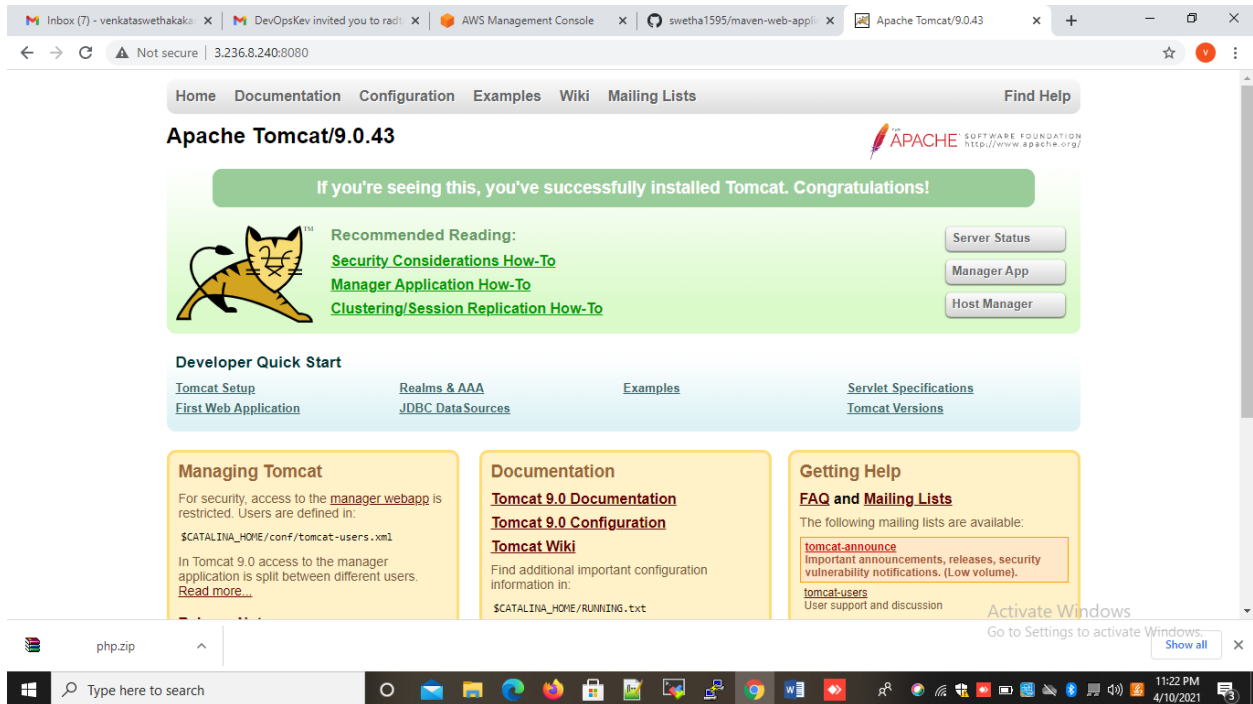 Inbox (7) - venkataswethakaka
DevOpsKev invited you to radt
AWS Management Console
swetha1595/maven-web-appli
Apache Tomcat/9.0.43
Not secure | 3.236.8.240:8080
V
Home Documentation Configuration Examples Wiki Mailing Lists Find Help
Apache Tomcat/9.0.43
THE APACHE SOFTWARE FOUNDATION
http://www.apache.org/
If you're seeing this, you've successfully installed Tomcat. Congratulations!
TM
Recommended Reading:
Security Considerations How-To
Manager Application How-To
Clustering/Session Replication How-To
Server Status
Manager App
Host Manager
Developer Quick Start
Tomcat Setup
First Web Application
Realms & AAA
JDBC DataSources
Examples
Servlet Specifications
Tomcat Versions
Managing Tomcat
For security, access to the manager webapp is
restricted. Users are defined in:
$CATALINA_HOME/conf/tomcat-users.xml
In Tomcat 9.0 access to the manager
application is split between different users.
Read more...
Documentation
Tomcat 9.0 Documentation
Tomcat 9.0 Configuration
Tomcat Wiki
Find additional important configuration
information in:
$CATALINA_HOME/RUNNING.txt
Getting Help
FAQ and Mailing Lists
The following mailing lists are available:
tomcat-announce
Important announcements, releases, security
vulnerability notifications. (Low volume).
tomcat-users
User support and discussion
Activate Windows
Go to Settings to activate Windows.
php.zip
Show all
Type here to search
11:22 PM
4/10/2021
3